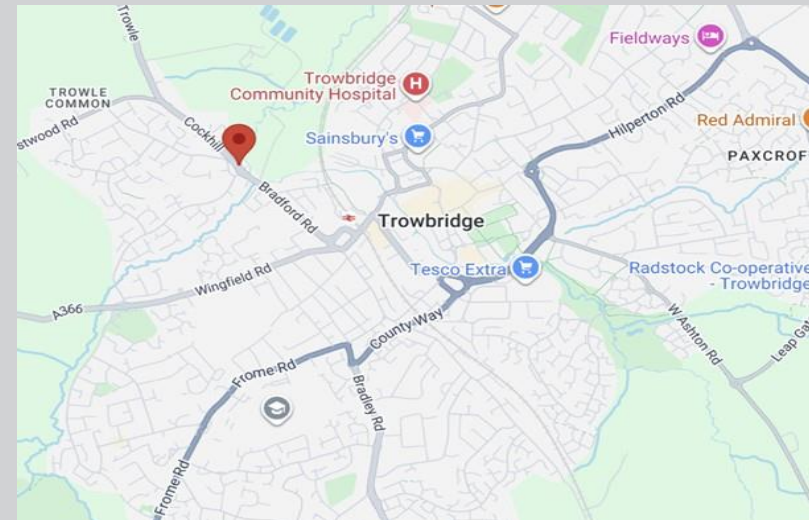 Trowle
Fieldways
TROWLE
COMMON
Trowbridge
Community Hospital
H
stwood Rd
Cockhill
Sainsbury's
Hilperton Rd
Red Admiral
PAXCROF
Bradford Rd
Trowbridge
Wingfield Rd
Tesco Extra
Radstock Co-operative
- Trowbridge
A366
County Way
W Ashton Rd
Leap Gat
Frome Rd
Bradley Rd
Frome Rd